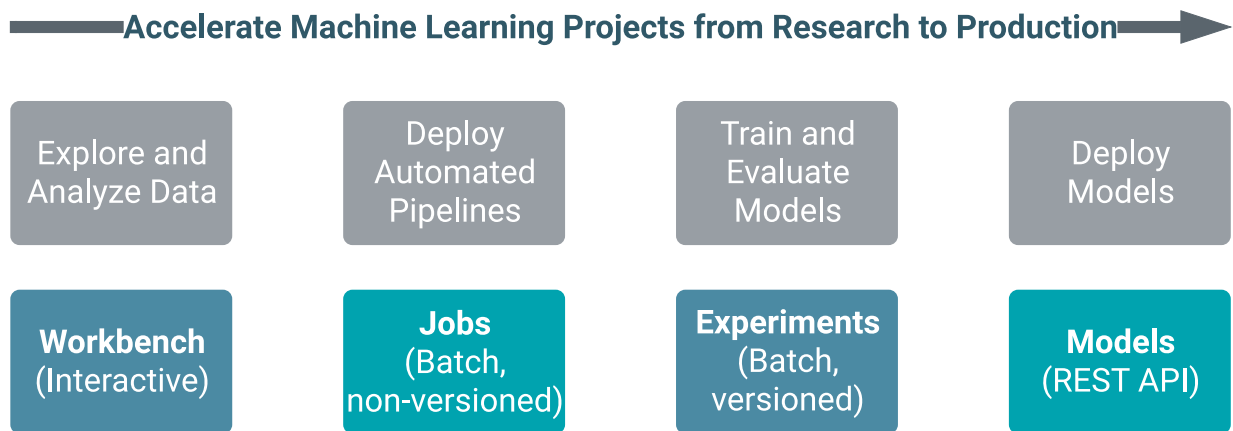 Accelerate Machine Learning Projects from Research to Production
Explore and
Analyze Data
Deploy
Automated
Pipelines
Train and
Evaluate
Models
Deploy
Models
Workbench
(Interactive)
Jobs
(Batch,
non-versioned)
Experiments
(Batch,
versioned)
Models
(REST API)